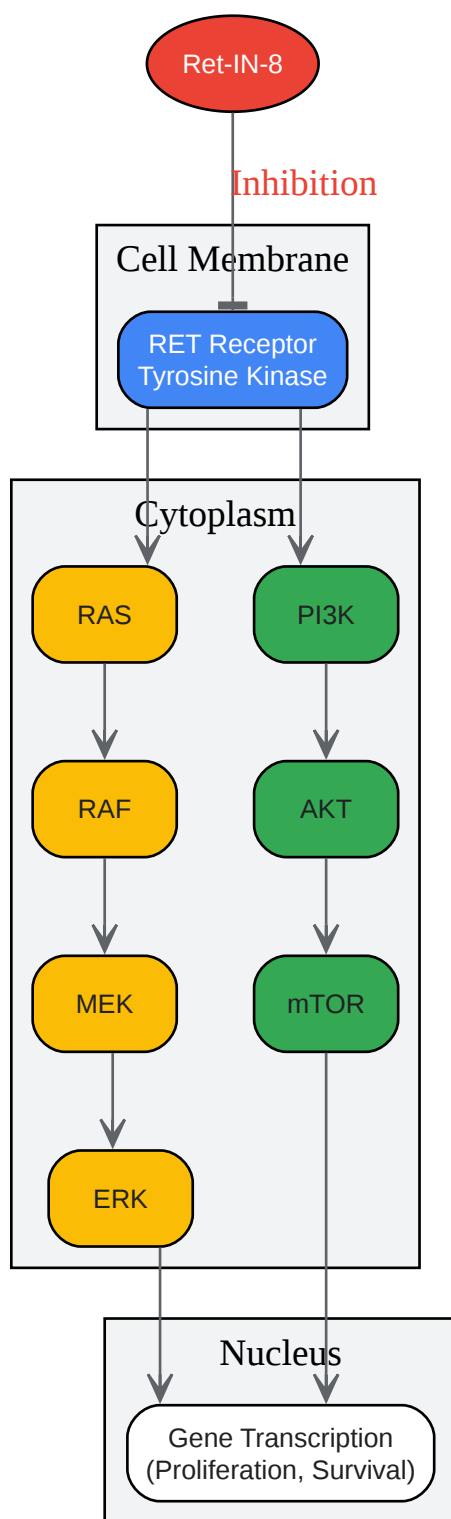 Ret-IN-8
Inhibition
Cell Membrane
RET Receptor
Tyrosine Kinase
Cytoplasm
RAS
PI3K
RAF
AKT
MEK
mTOR
ERK
Nucleus
Gene Transcription
(Proliferation, Survival)